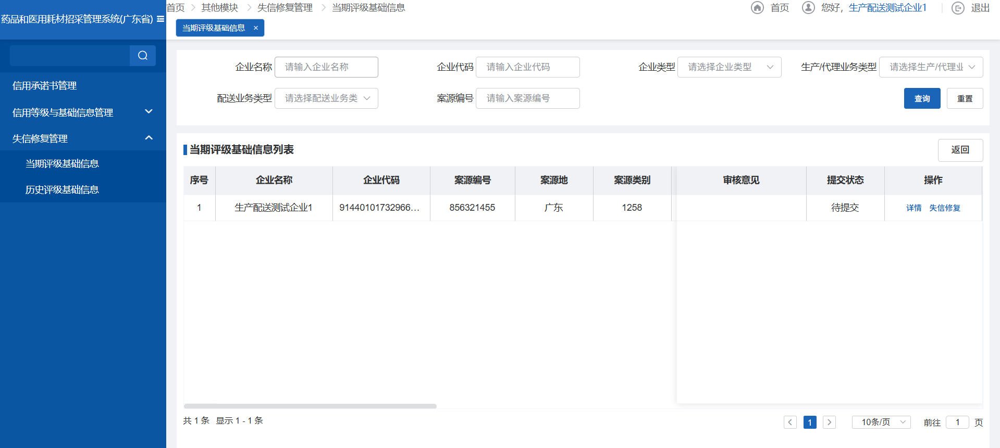 首页 > 其他模块 > 失信修复管理 > 当期评级基础信息
首页 您好，生产配送测试企业1 退出
药品和医用耗材招采管理系统(广东省)
当期评级基础信息 ×
信用承诺书管理
信用等级与基础信息管理
失信修复管理
当期评级基础信息
历史评级基础信息
企业名称 请输入企业名称 企业代码 请输入企业代码 企业类型 请选择企业类型 生产/代理业务类型 请选择生产/代理业
配送业务类型 请选择配送业务类 案源编号 请输入案源编号 查询 重置
当期评级基础信息列表 返回
序号 企业名称 企业代码 案源编号 案源地 案源类别 审核意见 提交状态 操作
1 生产配送测试企业1 91440101732966... 856321455 广东 1258 待提交 详情 失信修复
共 1 条 显示 1 - 1 条 < 1 > 10条/页 前往 1 页